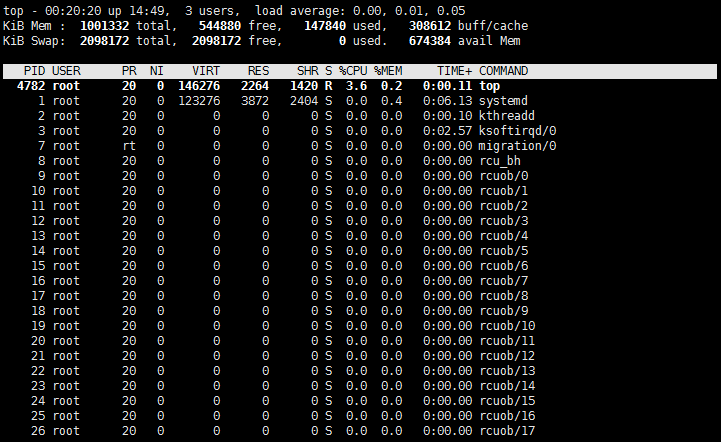 top - 00:20:20 up 14:49,  3 users,  load average: 0.00, 0.01, 0.05
KiB Mem :  1001332 total,   544880 free,   147840 used,   308612 buff/cache
KiB Swap:  2098172 total,  2098172 free,        0 used.   674384 avail Mem
PID USER      PR  NI    VIRT    RES    SHR S %CPU %MEM     TIME+ COMMAND
4782 root      20   0  146276   2264   1420 R  3.6  0.2   0:00.11 top
1 root      20   0  123276   3872   2404 S  0.0  0.4   0:06.13 systemd
2 root      20   0       0      0      0 S  0.0  0.0   0:00.10 kthreadd
3 root      20   0       0      0      0 S  0.0  0.0   0:02.57 ksoftirqd/0
7 root      rt   0       0      0      0 S  0.0  0.0   0:00.00 migration/0
8 root      20   0       0      0      0 S  0.0  0.0   0:00.00 rcu_bh
9 root      20   0       0      0      0 S  0.0  0.0   0:00.00 rcuob/0
10 root      20   0       0      0      0 S  0.0  0.0   0:00.00 rcuob/1
11 root      20   0       0      0      0 S  0.0  0.0   0:00.00 rcuob/2
12 root      20   0       0      0      0 S  0.0  0.0   0:00.00 rcuob/3
13 root      20   0       0      0      0 S  0.0  0.0   0:00.00 rcuob/4
14 root      20   0       0      0      0 S  0.0  0.0   0:00.00 rcuob/5
15 root      20   0       0      0      0 S  0.0  0.0   0:00.00 rcuob/6
16 root      20   0       0      0      0 S  0.0  0.0   0:00.00 rcuob/7
17 root      20   0       0      0      0 S  0.0  0.0   0:00.00 rcuob/8
18 root      20   0       0      0      0 S  0.0  0.0   0:00.00 rcuob/9
19 root      20   0       0      0      0 S  0.0  0.0   0:00.00 rcuob/10
20 root      20   0       0      0      0 S  0.0  0.0   0:00.00 rcuob/11
21 root      20   0       0      0      0 S  0.0  0.0   0:00.00 rcuob/12
22 root      20   0       0      0      0 S  0.0  0.0   0:00.00 rcuob/13
23 root      20   0       0      0      0 S  0.0  0.0   0:00.00 rcuob/14
24 root      20   0       0      0      0 S  0.0  0.0   0:00.00 rcuob/15
25 root      20   0       0      0      0 S  0.0  0.0   0:00.00 rcuob/16
26 root      20   0       0      0      0 S  0.0  0.0   0:00.00 rcuob/17